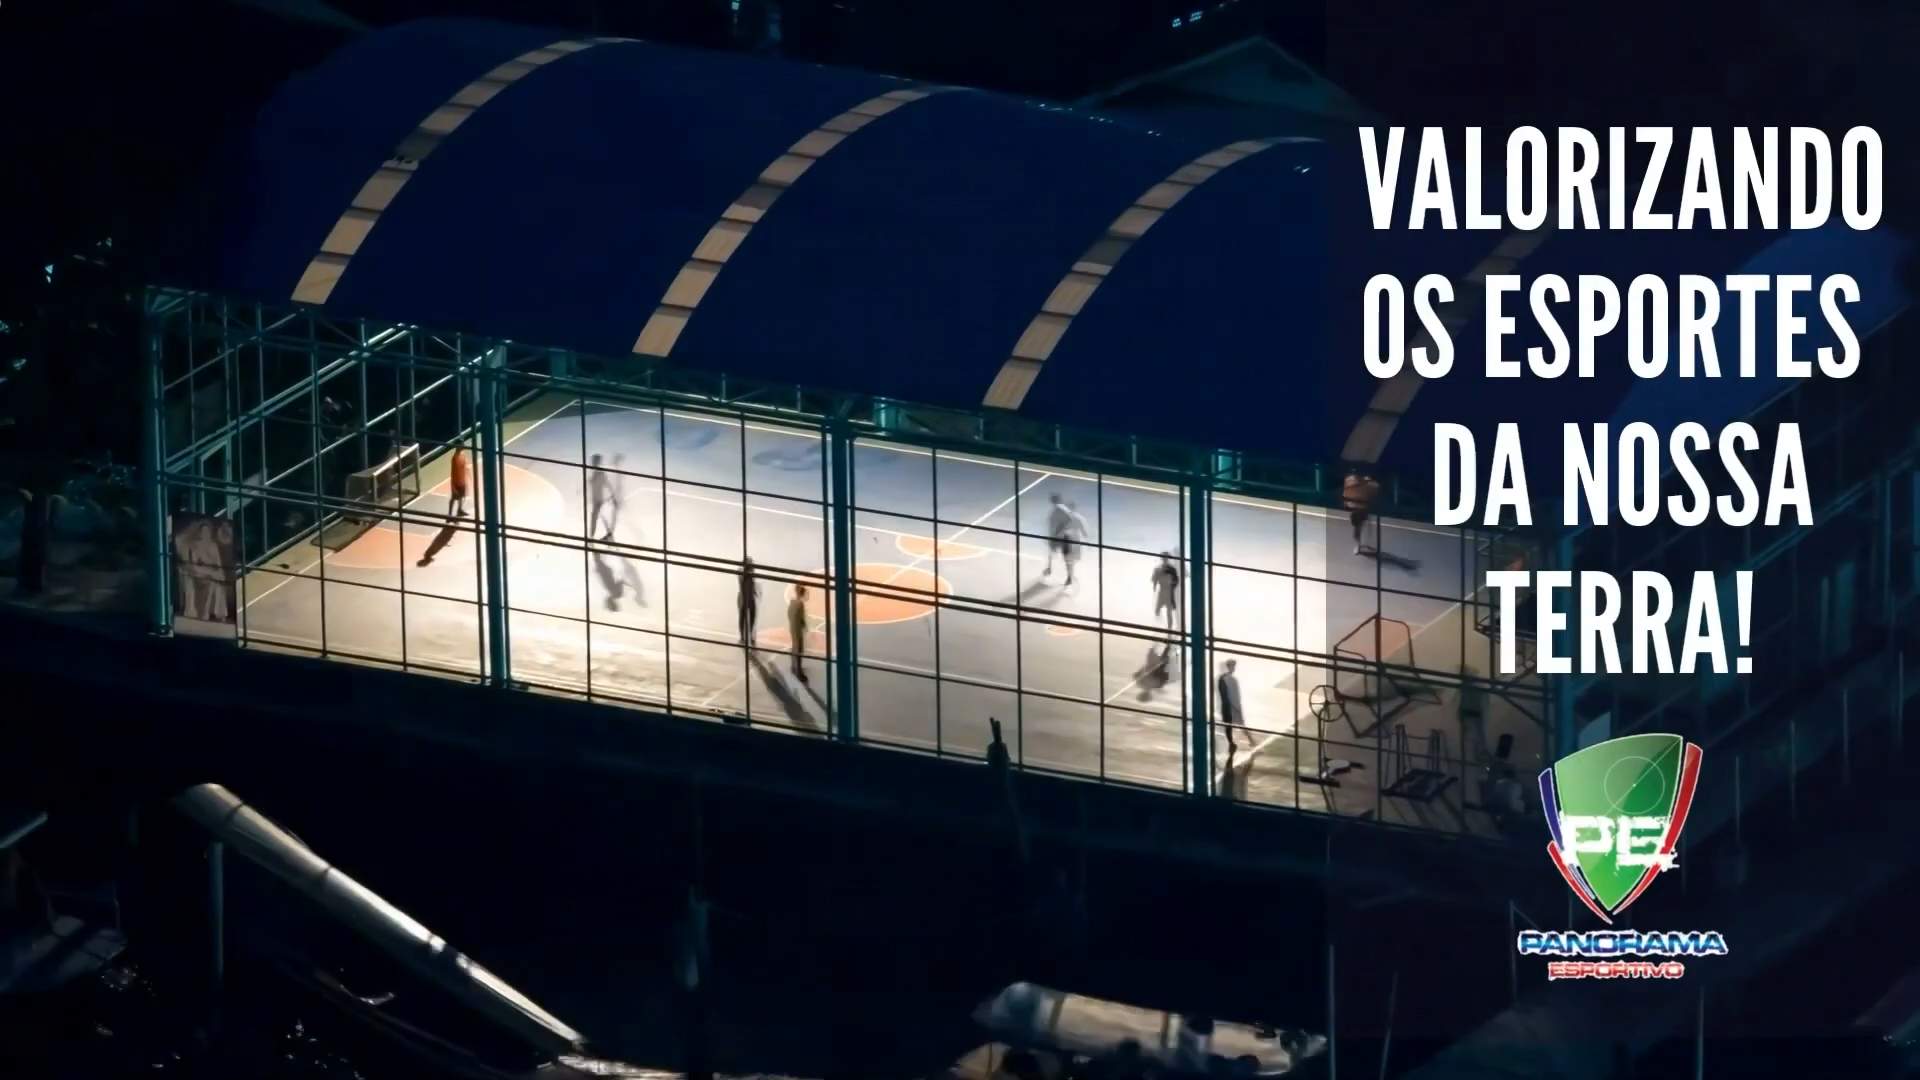 VALORIZANDO
OS ESPORTES
DA NOSSA
TERRA!
PE
PANORAMA
ESPORTIVO